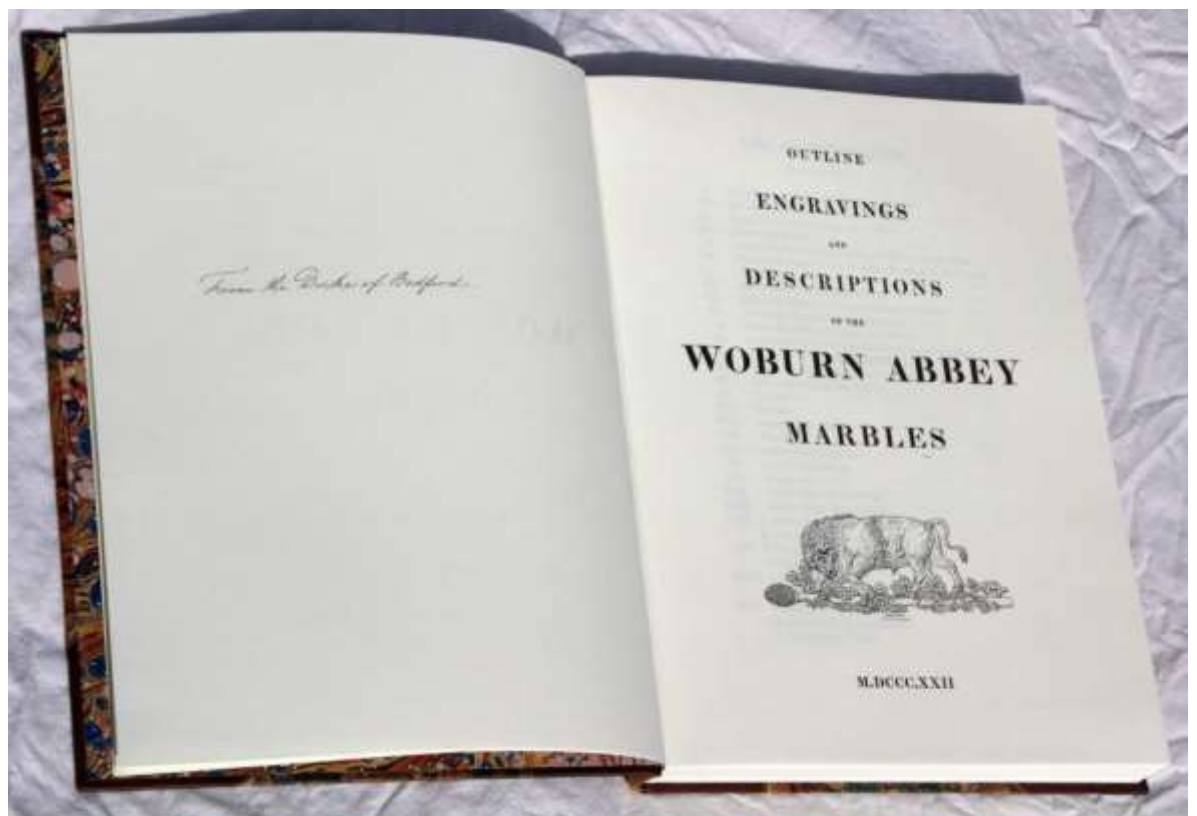 From the Duke of Bedford.
OUTLINE
ENGRAVINGS
AND
DESCRIPTIONS
OF THE
WOBURN ABBEY
MARBLES
M.DCCC.XXII